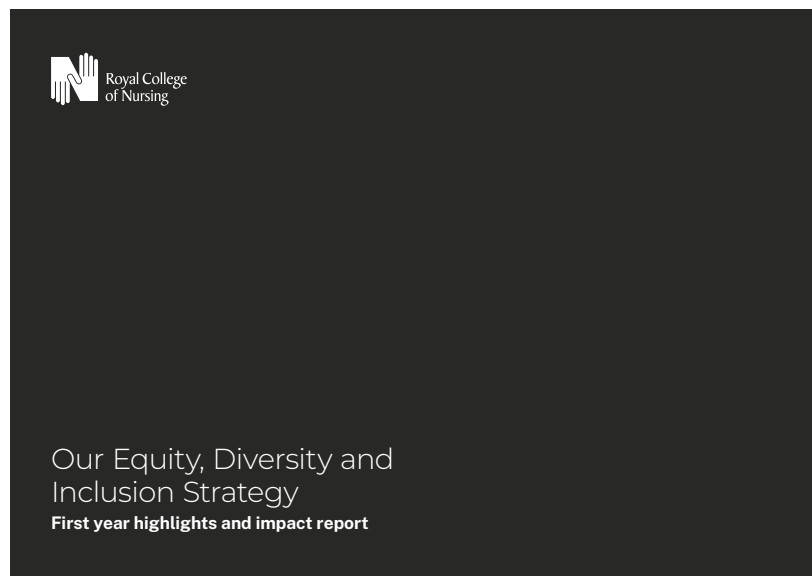 Royal College
of Nursing
Our Equity, Diversity and
Inclusion Strategy
First year highlights and impact report